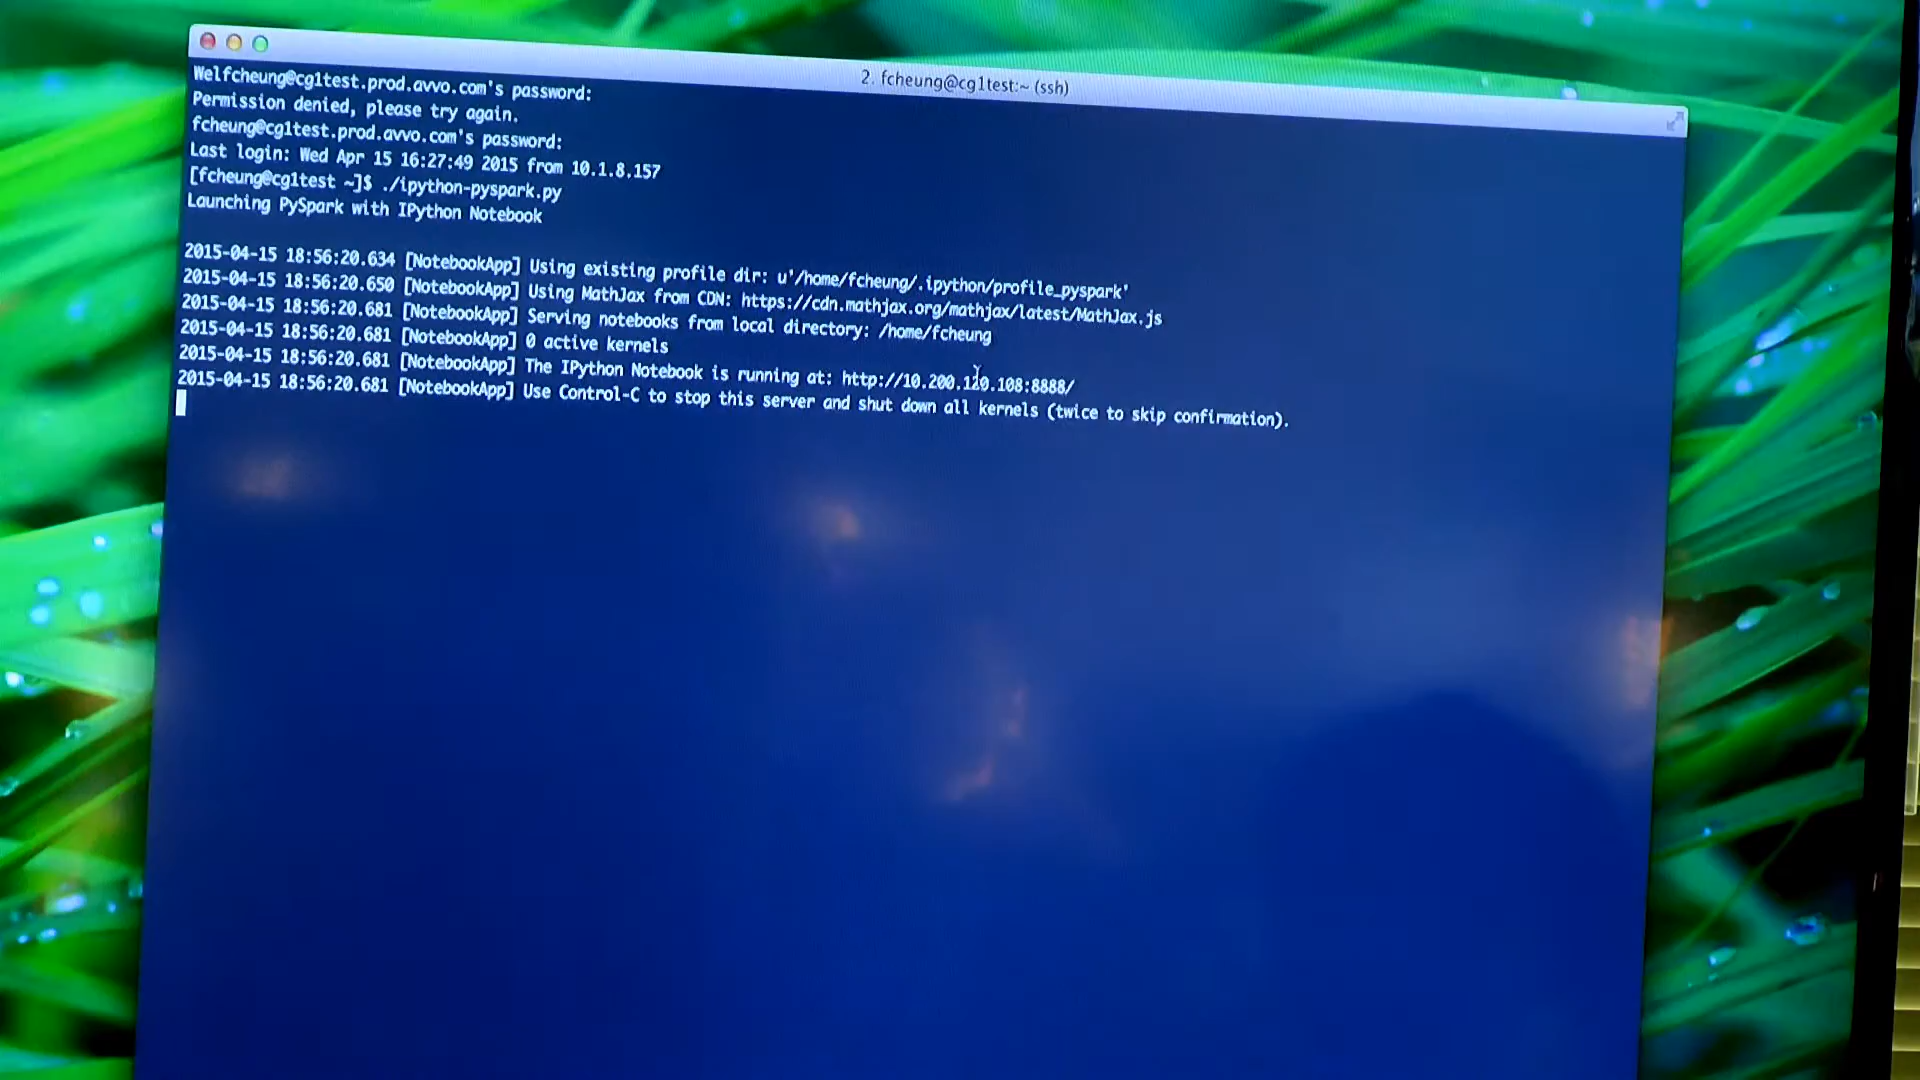 2. fcheung@cg1test:~ (ssh)
Welfcheung@cg1test.prod.avvo.com's password:
Permission denied, please try again.
fcheung@cg1test.prod.avvo.com's password:
Last login: Wed Apr 15 16:27:49 2015 from 10.1.8.157
[fcheung@cg1test ~]$ ./ipython-pyspark.py
Launching PySpark with IPython Notebook
2015-04-15 18:56:20.634 [NotebookApp] Using existing profile dir: u'/home/fcheung/.ipython/profile_pyspark'
2015-04-15 18:56:20.650 [NotebookApp] Using MathJax from CDN: https://cdn.mathjax.org/mathjax/latest/MathJax.js
2015-04-15 18:56:20.681 [NotebookApp] Serving notebooks from local directory: /home/fcheung
2015-04-15 18:56:20.681 [NotebookApp] 0 active kernels
2015-04-15 18:56:20.681 [NotebookApp] The IPython Notebook is running at: http://10.200.120.108:8888/
2015-04-15 18:56:20.681 [NotebookApp] Use Control-C to stop this server and shut down all kernels (twice to skip confirmation).